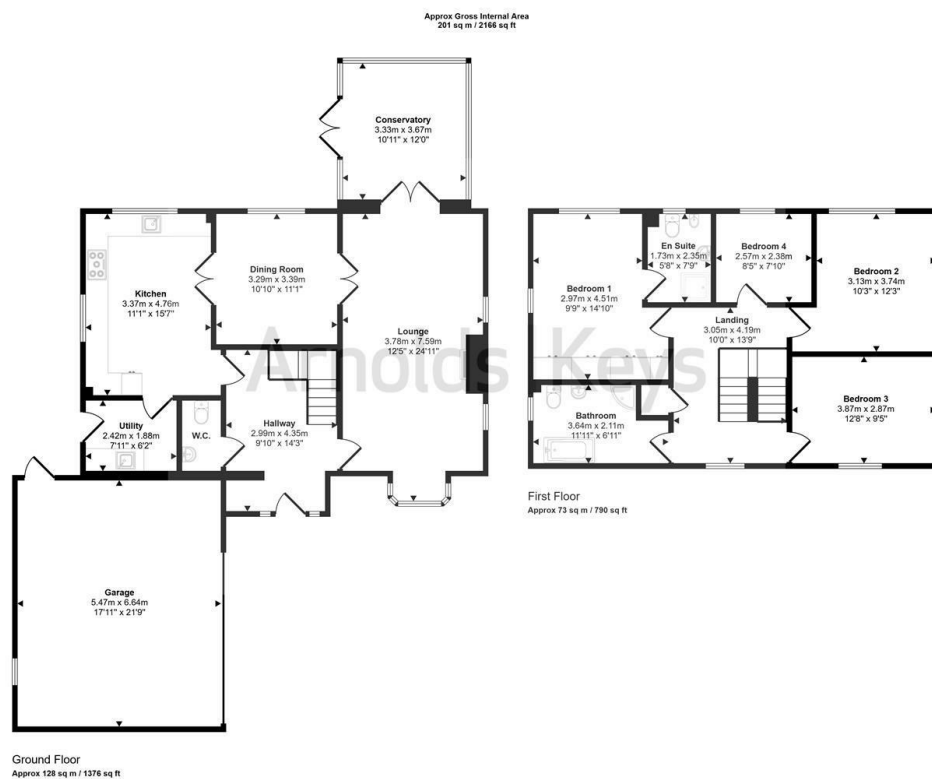 Approx Gross Internal Area
201 sq m / 2166 sq ft
Conservatory
3.33m x 3.67m
10'11" x 12'0"
Kitchen
3.37m x 4.76m
11'1" x 15'7"
Dining Room
3.29m x 3.39m
10'10" x 11'1"
Lounge
3.78m x 7.59m
12'5" x 24'11"
Utility
2.42m x 1.88m
7'11" x 6'2"
W.C.
Hallway
2.99m x 4.35m
9'10" x 14'3"
Garage
5.47m x 6.64m
17'11" x 21'9"
Ground Floor
Approx 128 sq m / 1376 sq ft
Bedroom 1
2.97m x 4.51m
9'9" x 14'10"
En Suite
1.73m x 2.35m
5'8" x 7'9"
Bedroom 4
2.57m x 2.38m
8'5" x 7'10"
Bedroom 2
3.13m x 3.74m
10'3" x 12'3"
Landing
3.05m x 4.19m
10'0" x 13'9"
Bathroom
3.64m x 2.11m
11'11" x 6'11"
Bedroom 3
3.87m x 2.87m
12'8" x 9'5"
First Floor
Approx 73 sq m / 790 sq ft
Arnolds Keys